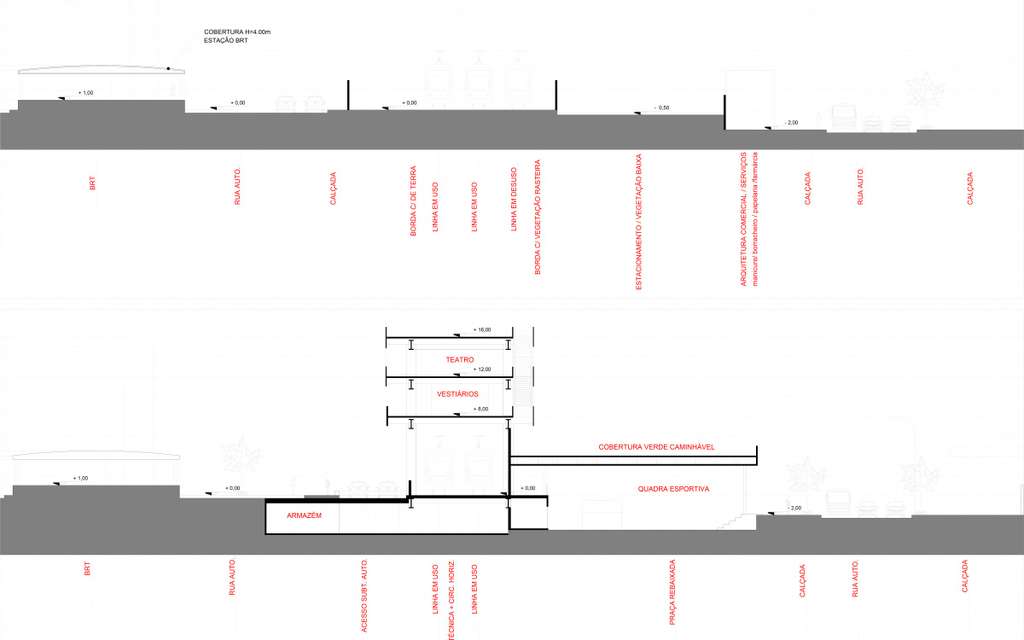 COBERTURA H=4.00m
ESTAÇÃO BRT
+ 1,00
+ 0,00
+ 0,00
- 0,50
- 2,00
BRT
RUA AUTO.
CALÇADA
BORDA C/ DE TERRA
LINHA EM USO
LINHA EM USO
LINHA EM DESUSO
BORDA C/ VEGETAÇÃO RASTEIRA
ESTACIONAMENTO / VEGETAÇÃO BAIXA
ARQUITETURA COMERCIAL / SERVIÇOS
manicure/ borracheiro / papelaria /farmárcia
CALÇADA
RUA AUTO.
CALÇADA
+ 16,00
TEATRO
+ 12,00
VESTIÁRIOS
+ 8,00
COBERTURA VERDE CAMINHÁVEL
+ 1,00
+ 0,00
+ 0,00
QUADRA ESPORTIVA
ARMAZÉM
- 2,00
BRT
RUA AUTO.
ACESSO SUBT. AUTO.
LINHA EM USO
TÉCNICA + CIRC. HORIZ.
LINHA EM USO
PRAÇA REBAIXADA
CALÇADA
RUA AUTO.
CALÇADA